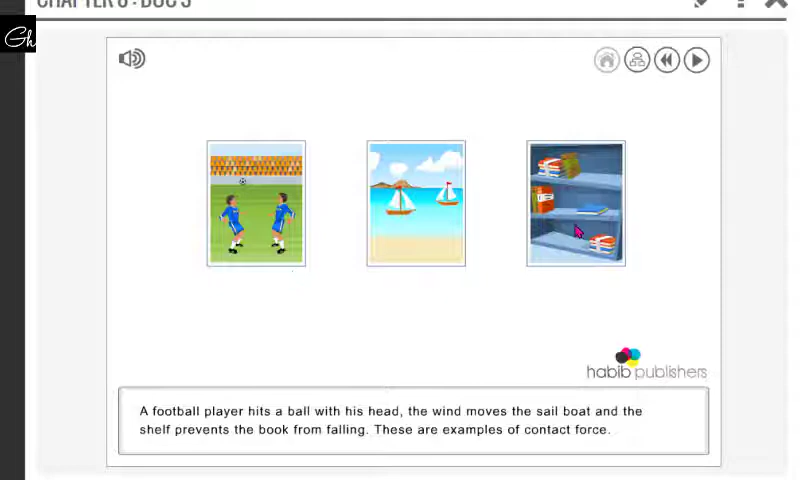 Gh
habib publishers
A football player hits a ball with his head, the wind moves the sail boat and the
shelf prevents the book from falling. These are examples of contact force.